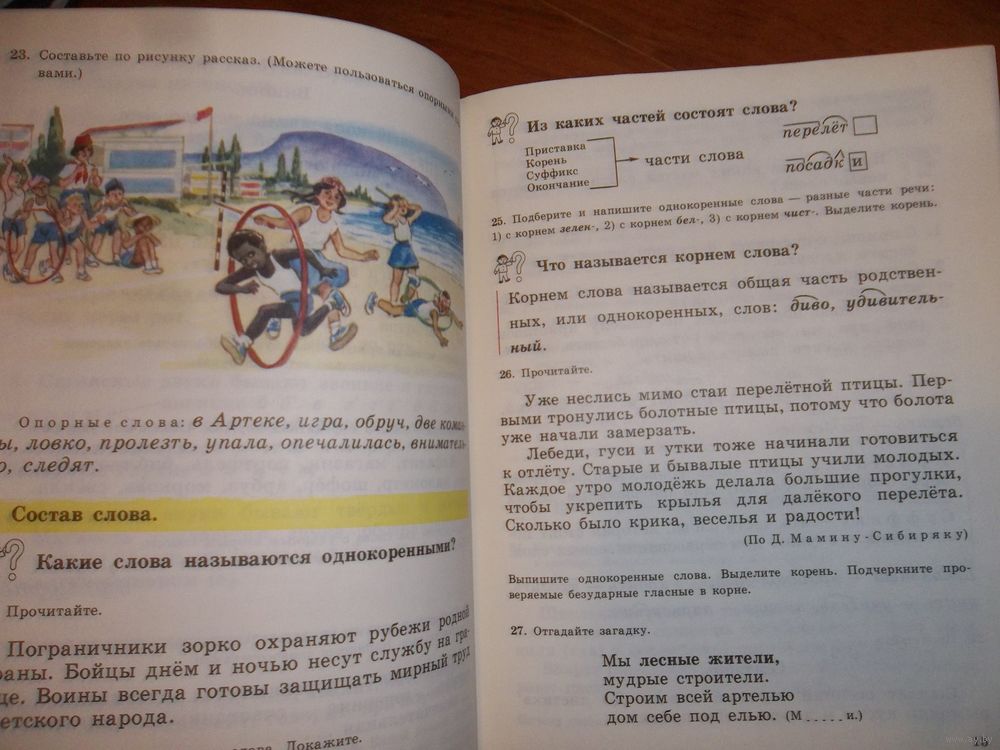 23. Составьте по рисунку рассказ. (Можете пользоваться опорными
вами.)
Опорные слова: в Артеке, игра, обруч, две коман-
ы, ловко, пролезть, упала, опечалилась, внимател
о, следят.
Состав слова.
Какие слова называются однокоренными?
Прочитайте.
Пограничники зорко охраняют рубежи родной
раны. Бойцы днём и ночью несут службу на гра-
це. Воины всегда готовы защищать мирный труд
етского народа.
слова. Докажите.
Из каких частей состоят слова?
Приставка
Корень
Суффикс
Окончание
части слова
перелёт
посадки
25. Подберите и напишите однокоренные слова — разные части речи:
1) с корнем зелен-, 2) с корнем бел-, 3) с корнем чист-. Выделите корень.
Что называется корнем слова?
Корнем слова называется общая часть родствен-
ных, или однокоренных, слов: диво, удивитель-
ный.
26. Прочитайте.
Уже неслись мимо стаи перелётной птицы. Пер-
выми тронулись болотные птицы, потому что болота
уже начали замерзать.
Лебеди, гуси и утки тоже начинали готовиться
к отлёту. Старые и бывалые птицы учили молодых.
Каждое утро молодёжь делала большие прогулки,
чтобы укрепить крылья для далёкого перелёта.
Сколько было крика, веселья и радости!
(По Д. Мамину-Сибиряку)
Выпишите однокоренные слова. Выделите корень. Подчеркните про-
веряемые безударные гласные в корне.
27. Отгадайте загадку.
Мы лесные жители,
мудрые строители.
Строим всей артелью
дом себе под елью. (М.....и.)
www.ay.by